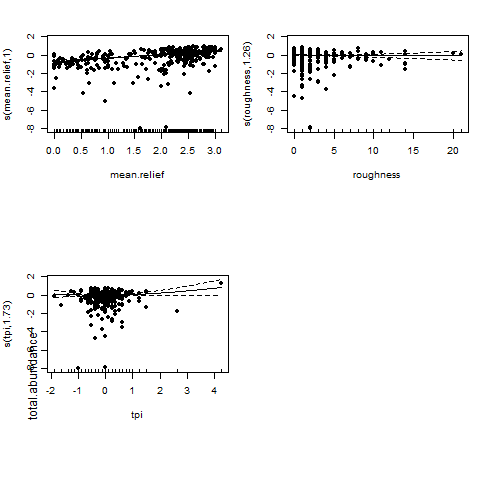 s(mean.relief,1)
2
0
-2
-4
-6
-8
0.0 0.5 1.0 1.5 2.0 2.5 3.0
mean.relief
s(roughness,1.26)
2
0
-2
-4
-6
-8
0 5 10 15 20
roughness
s(tpi,1.73)
total.abundance
2
0
-2
-4
-6
-8
-2 -1 0 1 2 3 4
tpi